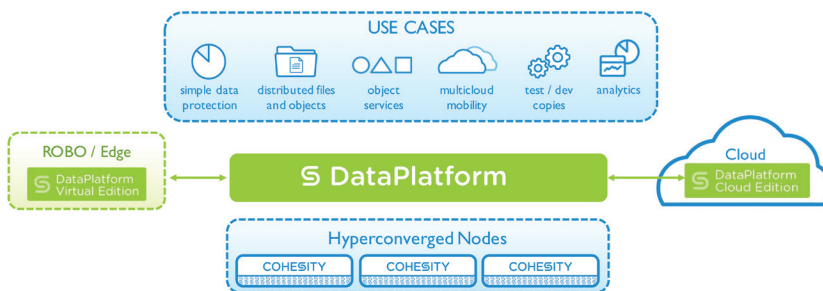 USE CASES
simple data
protection
distributed files
and objects
object
services
multicloud
mobility
test / dev
copies
analytics
ROBO / Edge
DataPlatform
Virtual Edition
DataPlatform
Cloud
DataPlatform
Cloud Edition
Hyperconverged Nodes
COHESITY
COHESITY
COHESITY